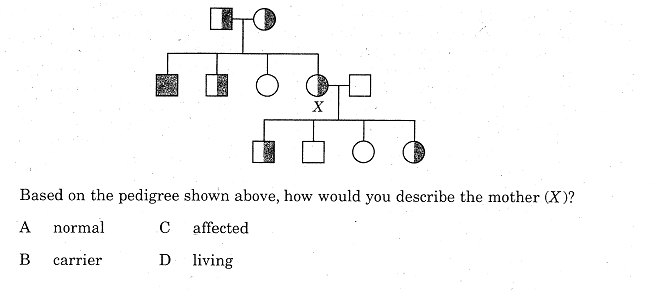 X
Based on the pedigree shown above, how would you describe the mother (X)?
A normal C affected
B carrier D living